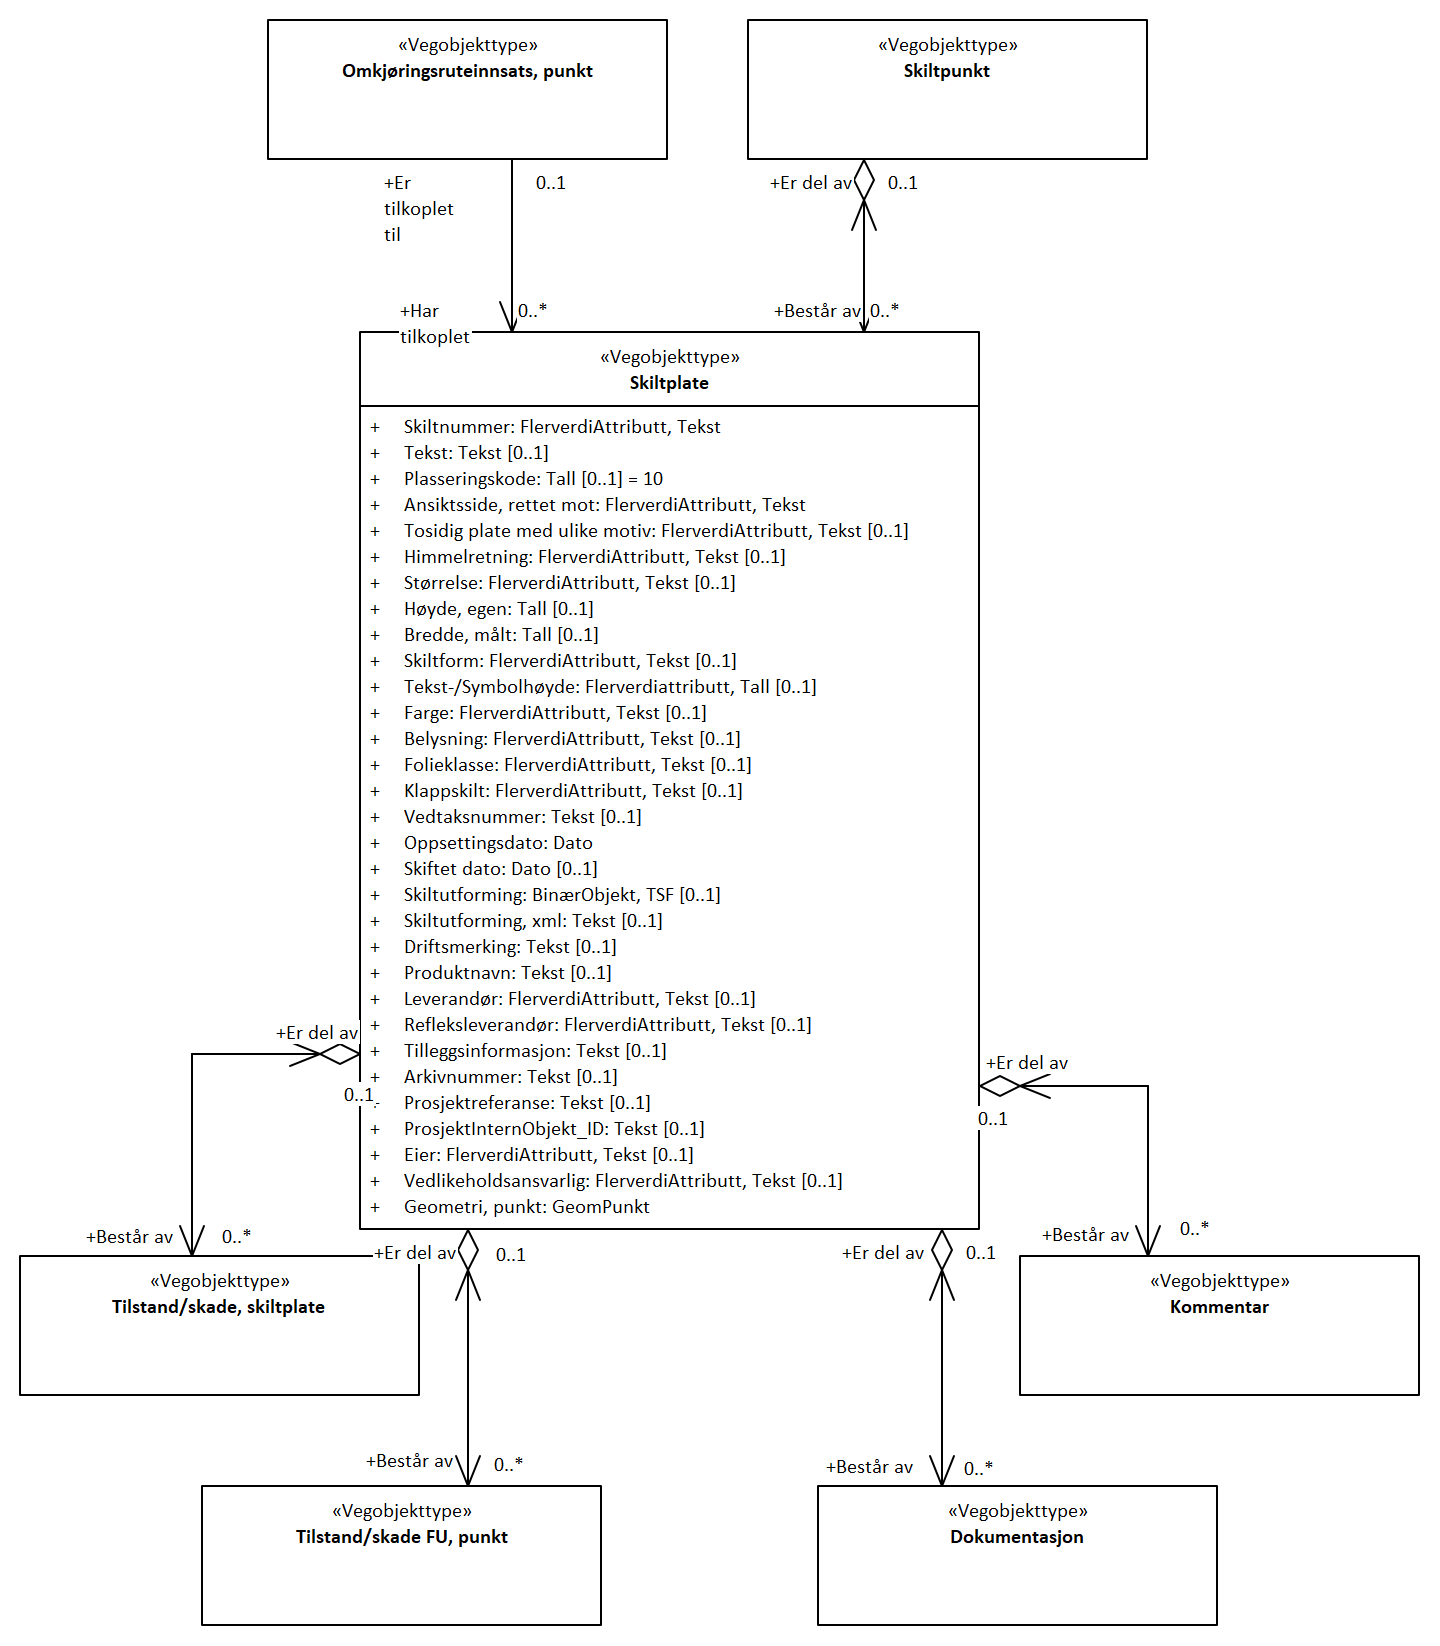 «Vegobjekttype»
Omkjøringsruteinnsats, punkt
«Vegobjekttype»
Skiltpunkt
+Er
tilkoplet
til
0..1
+Er del av
0..1
+Har
tilkoplet
0..*
+Består av
0..*
«Vegobjekttype»
Skiltplate
+ Skiltnummer: FlerverdiAttributt, Tekst
+ Tekst: Tekst [0..1]
+ Plasseringskode: Tall [0..1] = 10
+ Ansiktsside, rettet mot: FlerverdiAttributt, Tekst
+ Tosidig plate med ulike motiv: FlerverdiAttributt, Tekst [0..1]
+ Himmelretning: FlerverdiAttributt, Tekst [0..1]
+ Størrelse: FlerverdiAttributt, Tekst [0..1]
+ Høyde, egen: Tall [0..1]
+ Bredde, målt: Tall [0..1]
+ Skiltform: FlerverdiAttributt, Tekst [0..1]
+ Tekst-/Symbolhøyde: Flerverdiattributt, Tall [0..1]
+ Farge: FlerverdiAttributt, Tekst [0..1]
+ Belysning: FlerverdiAttributt, Tekst [0..1]
+ Folieklasse: FlerverdiAttributt, Tekst [0..1]
+ Klappskilt: FlerverdiAttributt, Tekst [0..1]
+ Vedtaksnummer: Tekst [0..1]
+ Oppsettingsdato: Dato
+ Skiftet dato: Dato [0..1]
+ Skiltutforming: BinærObjekt, TSF [0..1]
+ Skiltutforming, xml: Tekst [0..1]
+ Driftsmerking: Tekst [0..1]
+ Produktnavn: Tekst [0..1]
+ Leverandør: FlerverdiAttributt, Tekst [0..1]
+ Refleksleverandør: FlerverdiAttributt, Tekst [0..1]
+ Tilleggsinformasjon: Tekst [0..1]
+ Arkivnummer: Tekst [0..1]
Prosjektreferanse: Tekst [0..1]
+ ProsjektInternObjekt_ID: Tekst [0..1]
+ Eier: FlerverdiAttributt, Tekst [0..1]
+ Vedlikeholdsansvarlig: FlerverdiAttributt, Tekst [0..1]
+ Geometri, punkt: GeomPunkt
+Er del av
0..1
+Er del av
0..1
+Består av
0..*
+Er del av
0..1
+Er del av
0..1
+Består av
0..*
«Vegobjekttype»
Tilstand/skade, skiltplate
«Vegobjekttype»
Kommentar
+Består av
0..*
+Består av
0..*
«Vegobjekttype»
Tilstand/skade FU, punkt
«Vegobjekttype»
Dokumentasjon